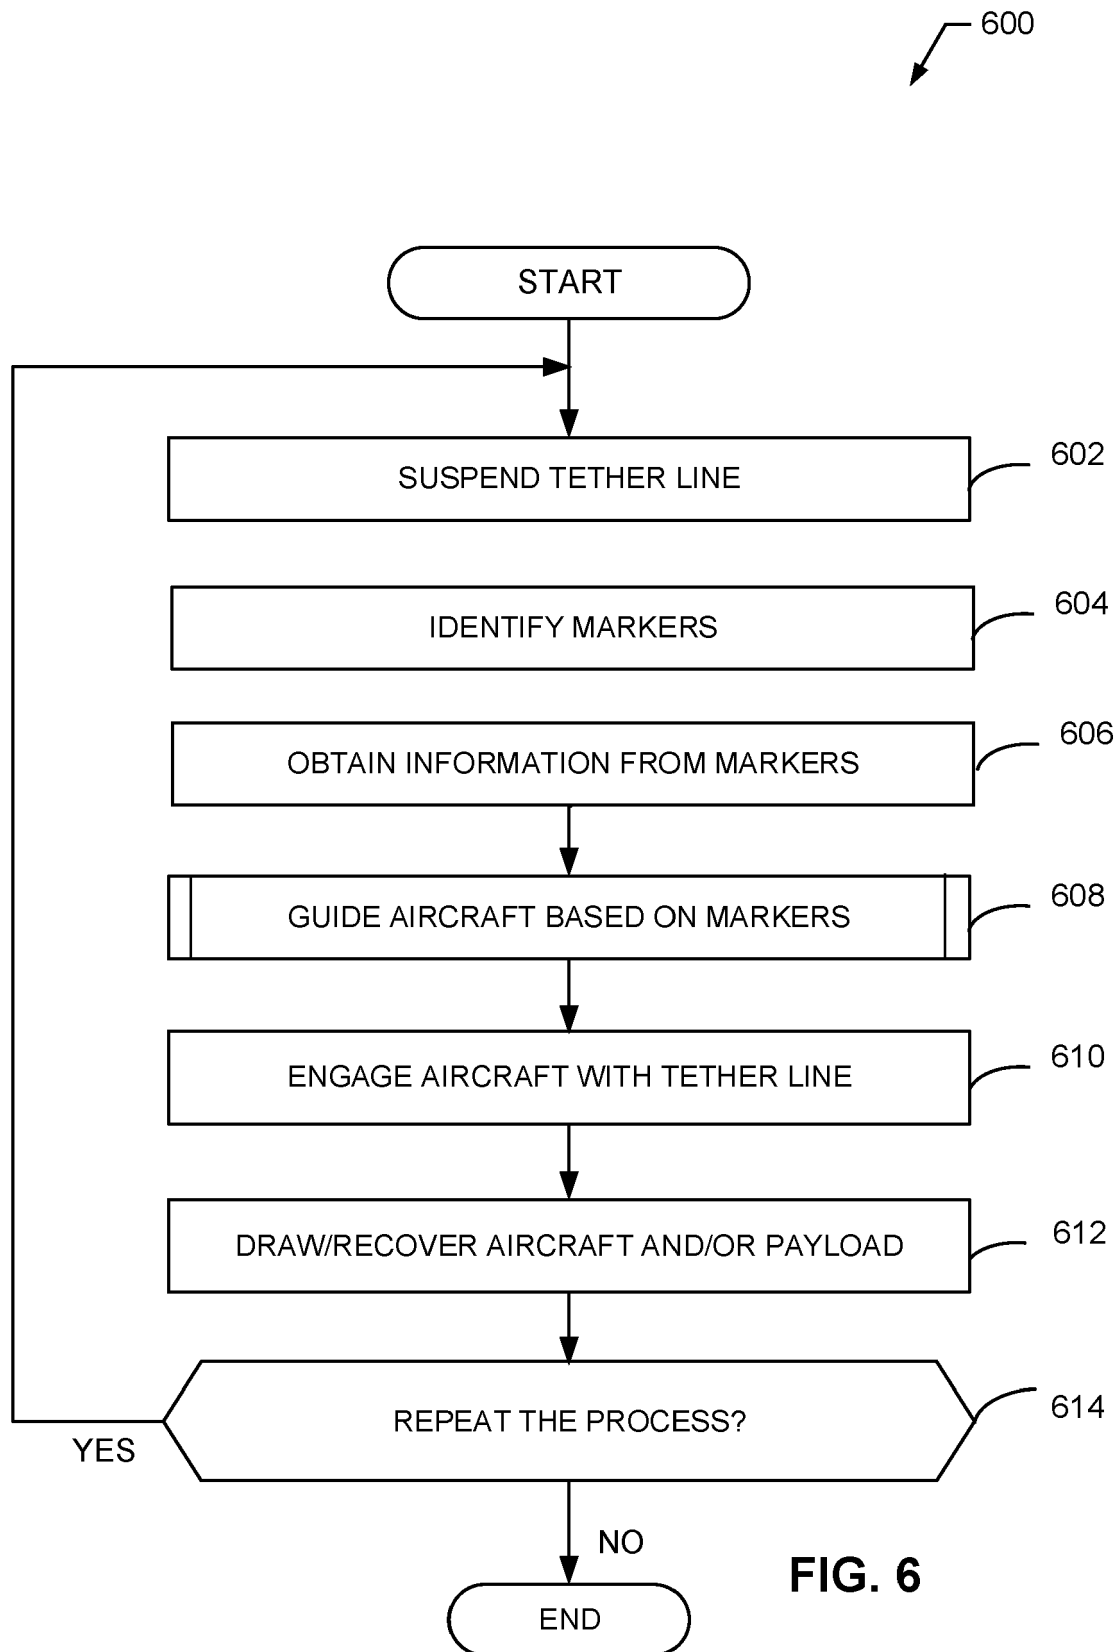 600
START
SUSPEND TETHER LINE
602
IDENTIFY MARKERS
604
OBTAIN INFORMATION FROM MARKERS
606
GUIDE AIRCRAFT BASED ON MARKERS
608
ENGAGE AIRCRAFT WITH TETHER LINE
610
DRAW/RECOVER AIRCRAFT AND/OR PAYLOAD
612
REPEAT THE PROCESS?
614
YES
NO
FIG. 6
END